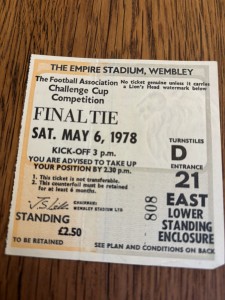 THE EMPIRE STADIUM, WEMBLEY
The Football Association
Challenge Cup
Competition
No ticket genuine unless it carries
a Lion's Head watermark below
FINAL TIE
SAT. MAY 6, 1978
KICK-OFF 3 p.m.
YOU ARE ADVISED TO TAKE UP
YOUR POSITION BY 2.30 p.m.
1. This ticket is not transferable.
2. This counterfoil must be retained
for at least 6 months.
CHAIRMAN:
WEMBLEY STADIUM LTD
STANDING
£2.50
TO BE RETAINED
TURNSTILES
D
ENTRANCE
21
EAST
LOWER
STANDING
ENCLOSURE
808
SEE PLAN AND CONDITIONS ON BACK